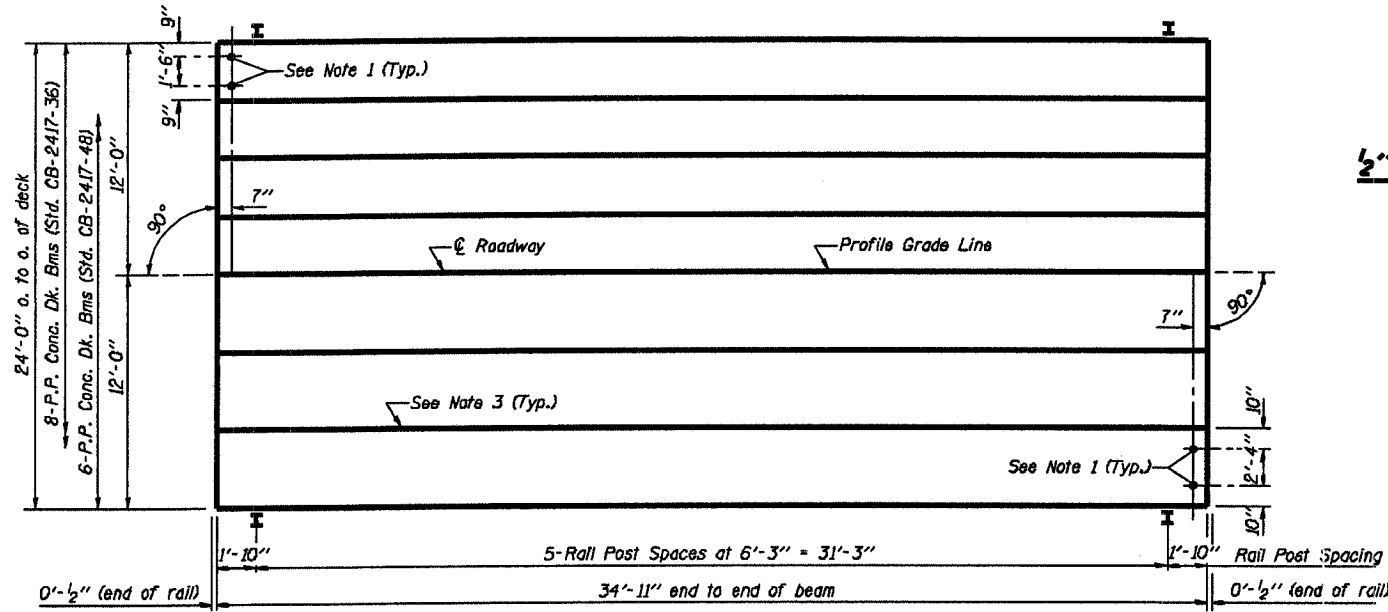 9"
1'-6"
9"
See Note 1 (Typ.)
24'-0" o. to o. of deck
8-P.P. Conc. Dk. Bms (Std. CB-2417-36)
6-P.P. Conc. Dk. Bms (Std. CB-2417-48)
12'-0"
12'-0"
90°
7"
℄ Roadway
Profile Grade Line
1/2"
7"
90°
See Note 3 (Typ.)
See Note 1 (Typ.)
10"
2'-4"
10"
1'-10"
5-Rail Post Spaces at 6'-3" = 31'-3"
1'-10"
Rail Post Spacing
0'-1/2" (end of rail)
34'-11" end to end of beam
0'-1/2" (end of rail)